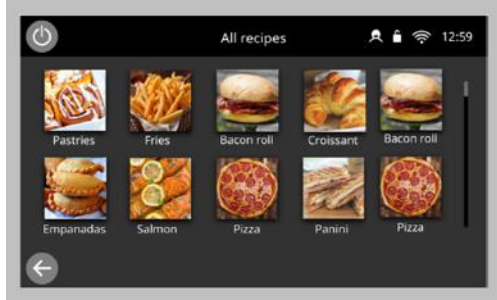 All recipes
12:59
Pastries
Fries
Bacon roll
Croissant
Bacon roll
Empanadas
Salmon
Pizza
Panini
Pizza